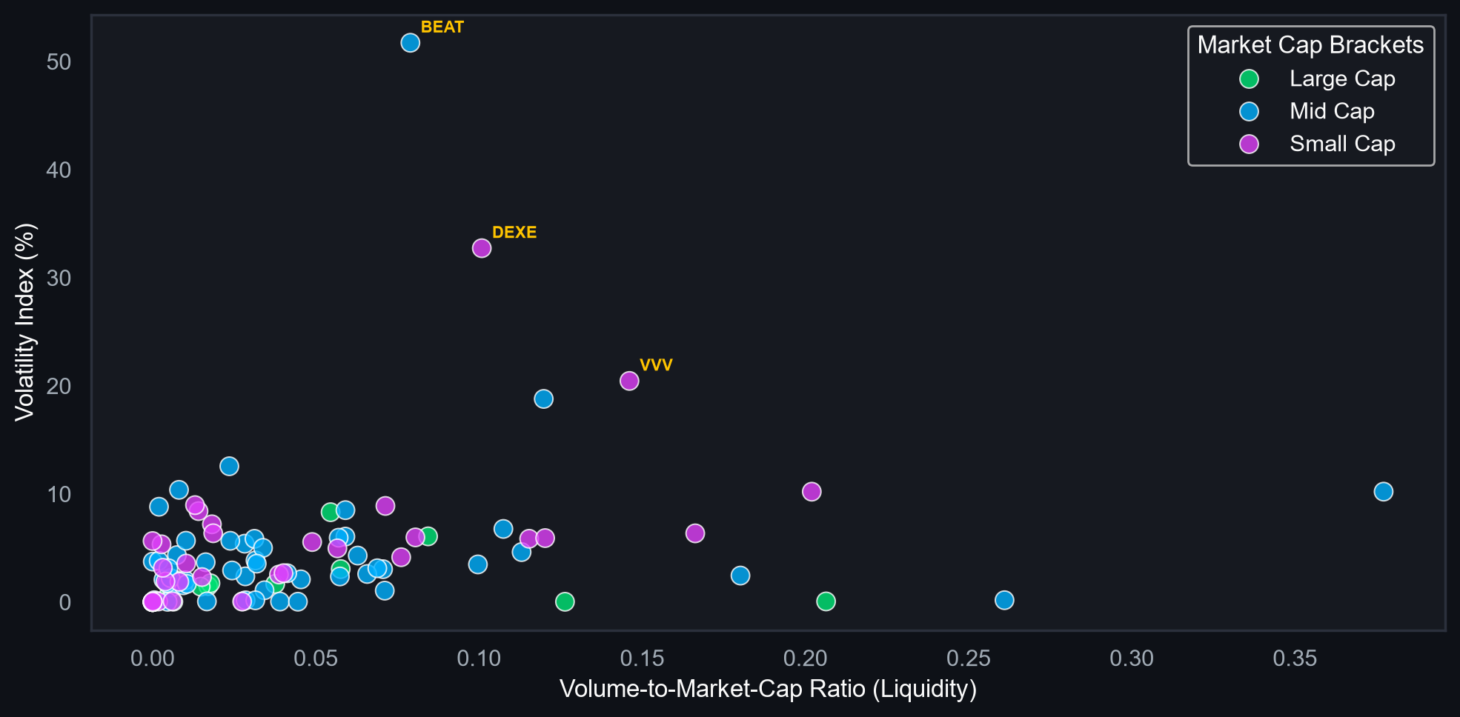 BEAT
Market Cap Brackets
Large Cap
Mid Cap
Small Cap
DEXE
VVV
Volatility Index (%)
50
40
30
20
10
0
0.00 0.05 0.10 0.15 0.20 0.25 0.30 0.35
Volume-to-Market-Cap Ratio (Liquidity)